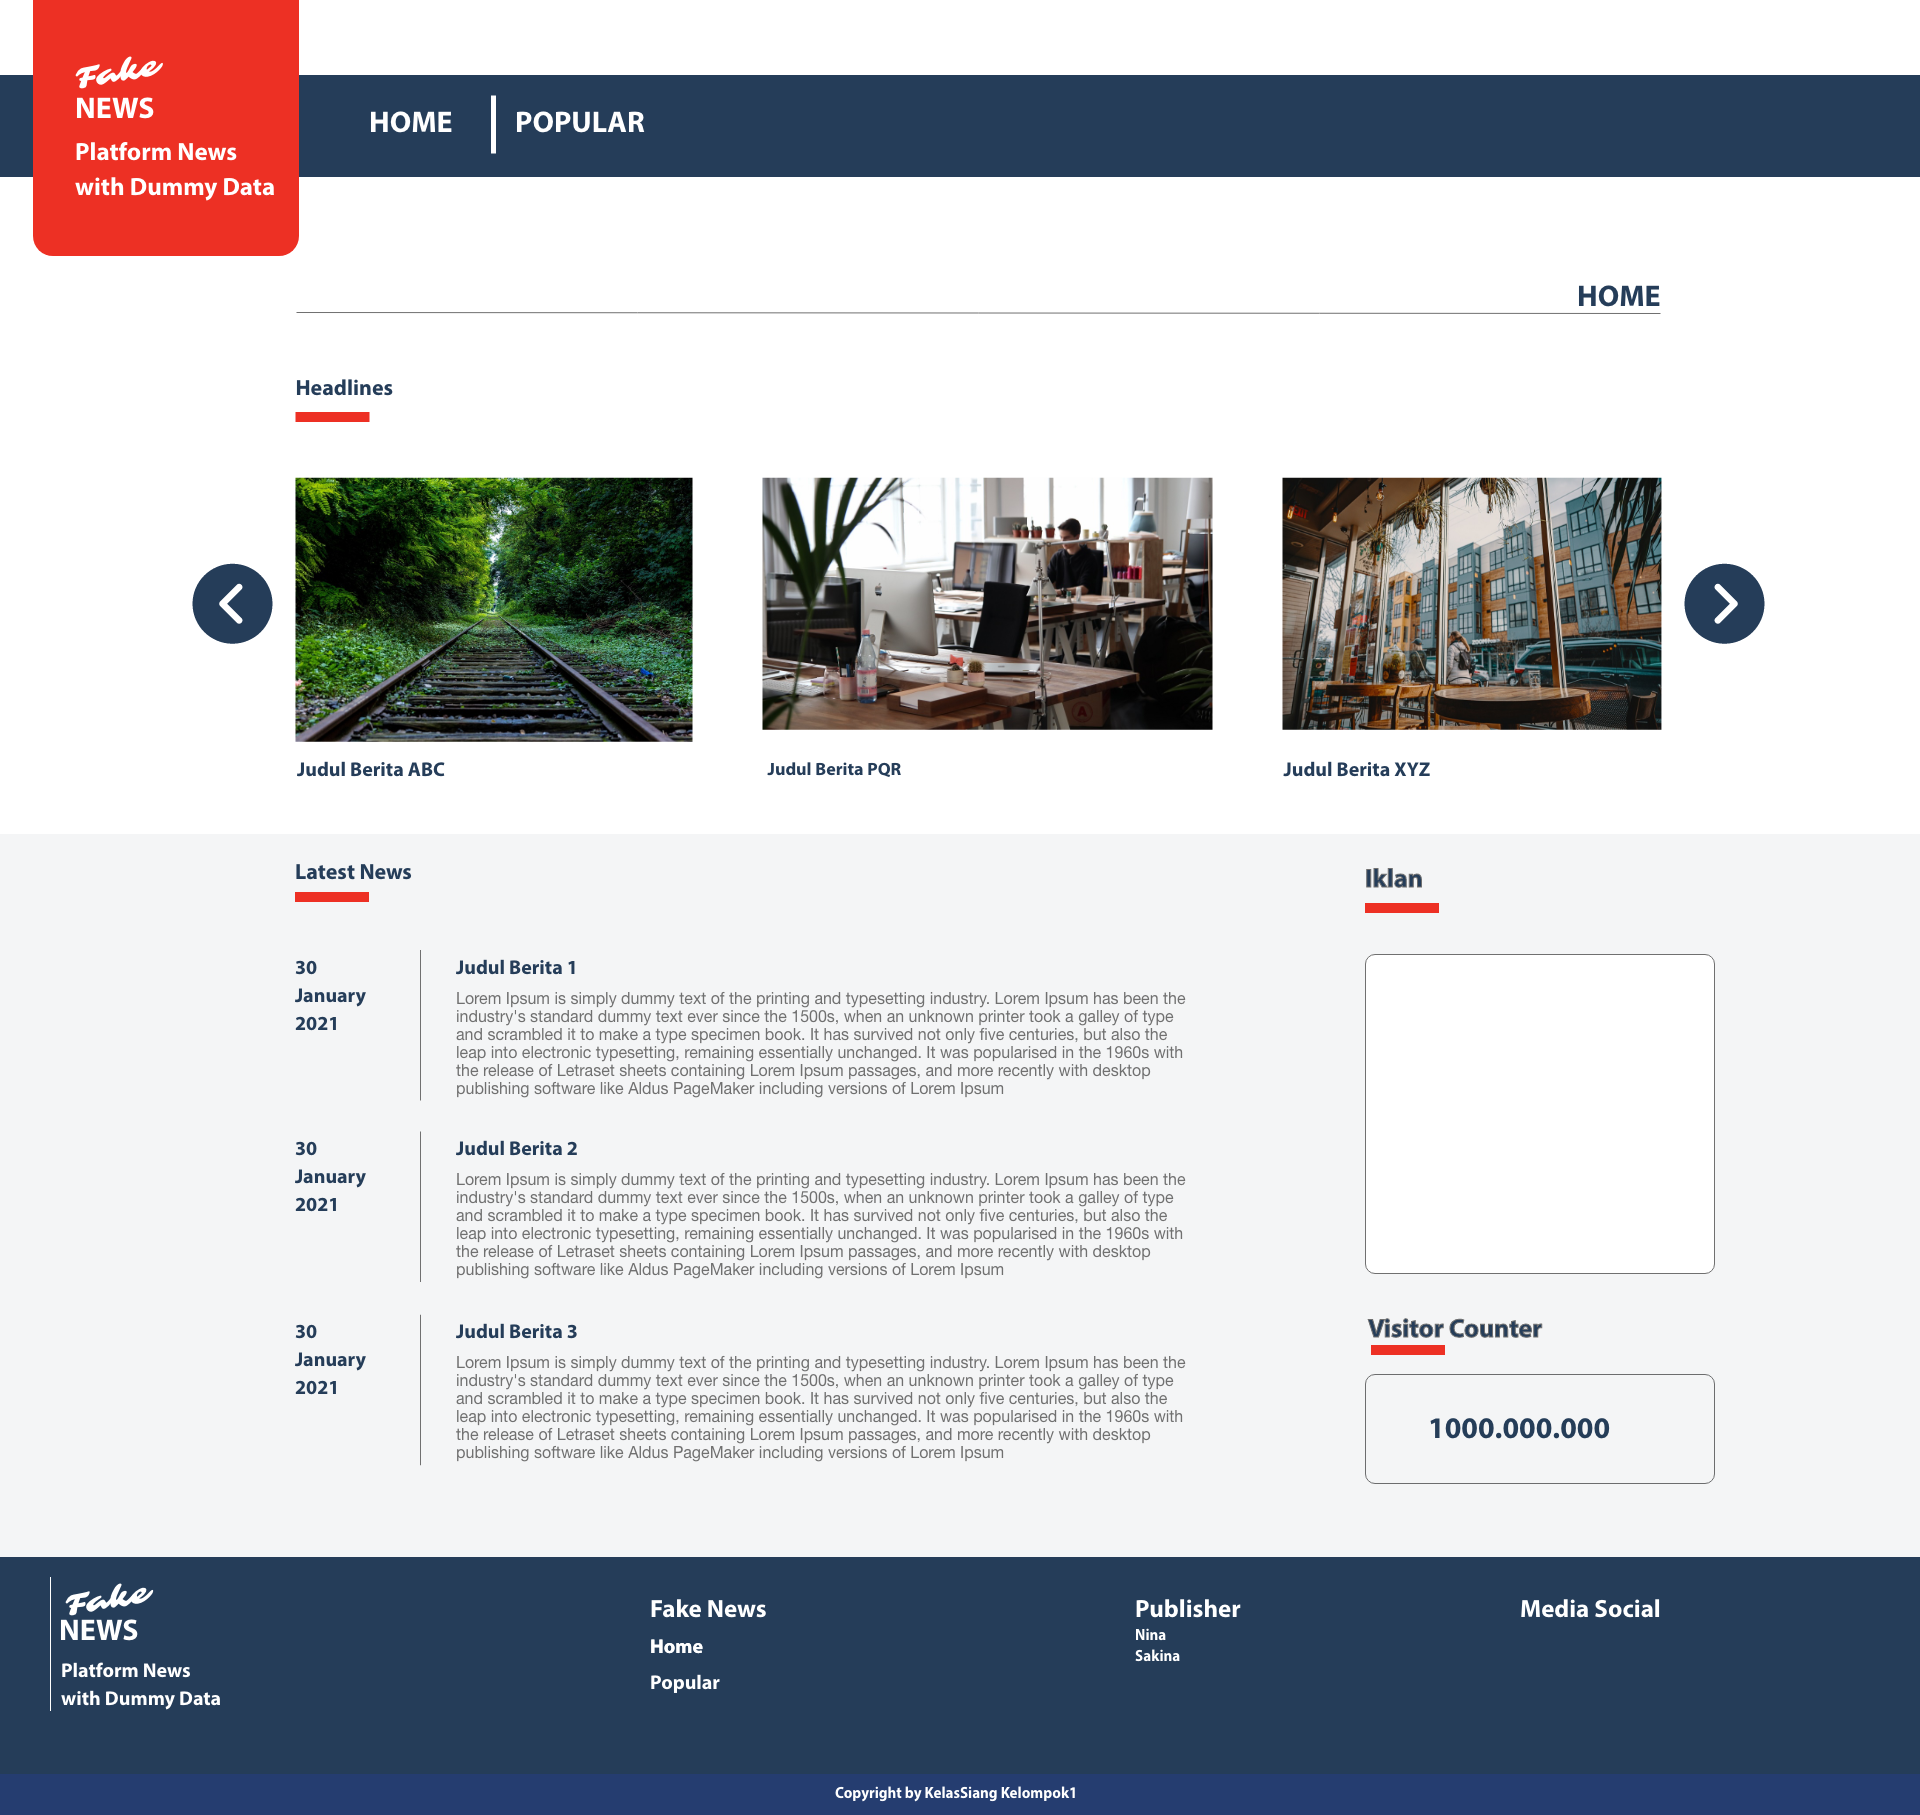 Fake
NEWS
Platform News
with Dummy Data
HOME
POPULAR
HOME
Headlines
Judul Berita ABC
Judul Berita PQR
Judul Berita XYZ
Latest News
30
January
2021
Judul Berita 1
Lorem Ipsum is simply dummy text of the printing and typesetting industry. Lorem Ipsum has been the
industry's standard dummy text ever since the 1500s, when an unknown printer took a galley of type
and scrambled it to make a type specimen book. It has survived not only five centuries, but also the
leap into electronic typesetting, remaining essentially unchanged. It was popularised in the 1960s with
the release of Letraset sheets containing Lorem Ipsum passages, and more recently with desktop
publishing software like Aldus PageMaker including versions of Lorem Ipsum
30
January
2021
Judul Berita 2
Lorem Ipsum is simply dummy text of the printing and typesetting industry. Lorem Ipsum has been the
industry's standard dummy text ever since the 1500s, when an unknown printer took a galley of type
and scrambled it to make a type specimen book. It has survived not only five centuries, but also the
leap into electronic typesetting, remaining essentially unchanged. It was popularised in the 1960s with
the release of Letraset sheets containing Lorem Ipsum passages, and more recently with desktop
publishing software like Aldus PageMaker including versions of Lorem Ipsum
30
January
2021
Judul Berita 3
Lorem Ipsum is simply dummy text of the printing and typesetting industry. Lorem Ipsum has been the
industry's standard dummy text ever since the 1500s, when an unknown printer took a galley of type
and scrambled it to make a type specimen book. It has survived not only five centuries, but also the
leap into electronic typesetting, remaining essentially unchanged. It was popularised in the 1960s with
the release of Letraset sheets containing Lorem Ipsum passages, and more recently with desktop
publishing software like Aldus PageMaker including versions of Lorem Ipsum
Iklan
Visitor Counter
1000.000.000
Fake
NEWS
Platform News
with Dummy Data
Fake News
Home
Popular
Publisher
Nina
Sakina
Media Social
Copyright by KelasSiang Kelompok1